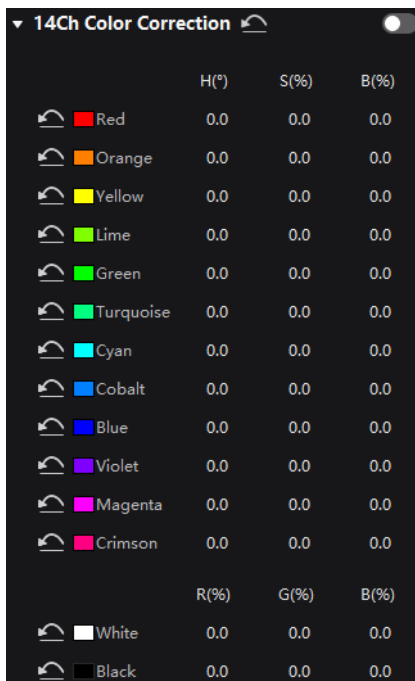 14Ch Color Correction
H(°) S(%) B(%)
Red 0.0 0.0 0.0
Orange 0.0 0.0 0.0
Yellow 0.0 0.0 0.0
Lime 0.0 0.0 0.0
Green 0.0 0.0 0.0
Turquoise 0.0 0.0 0.0
Cyan 0.0 0.0 0.0
Cobalt 0.0 0.0 0.0
Blue 0.0 0.0 0.0
Violet 0.0 0.0 0.0
Magenta 0.0 0.0 0.0
Crimson 0.0 0.0 0.0
R(%) G(%) B(%)
White 0.0 0.0 0.0
Black 0.0 0.0 0.0